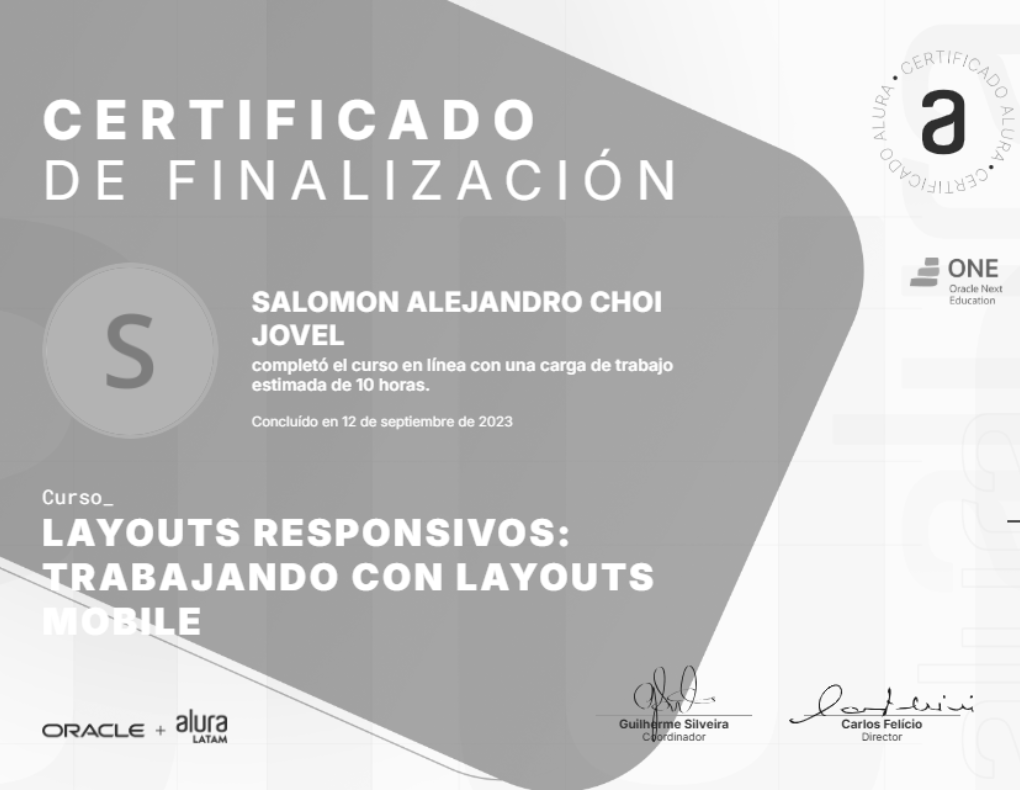 CERTIFICADO
DE FINALIZACIÓN
CERTIFICADO ALURA • CERTIFICADO ALURA •
a
ONE
Oracle Next
Education
S
SALOMON ALEJANDRO CHOI
JOVEL
completó el curso en línea con una carga de trabajo
estimada de 10 horas.
Concluído en 12 de septiembre de 2023
Curso_
LAYOUTS RESPONSIVOS:
TRABAJANDO CON LAYOUTS
MOBILE
ORACLE + alura
LATAM
Guilherme Silveira
Coordinador
Carlos Felício
Director